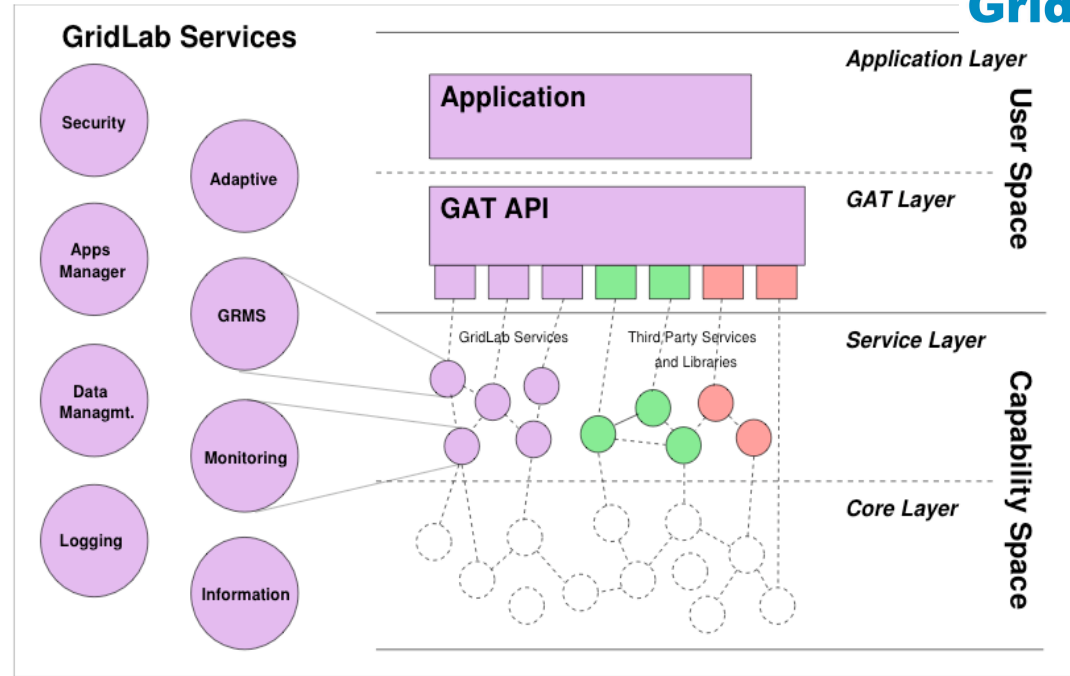 Grid
GridLab Services
Security
Adaptive
Apps
Manager
GRMS
Data
Managmt.
Monitoring
Logging
Information
Application Layer
Application
User Space
GAT Layer
GAT API
Service Layer
GridLab Services
Third Party Services
and Libraries
Capability Space
Core Layer